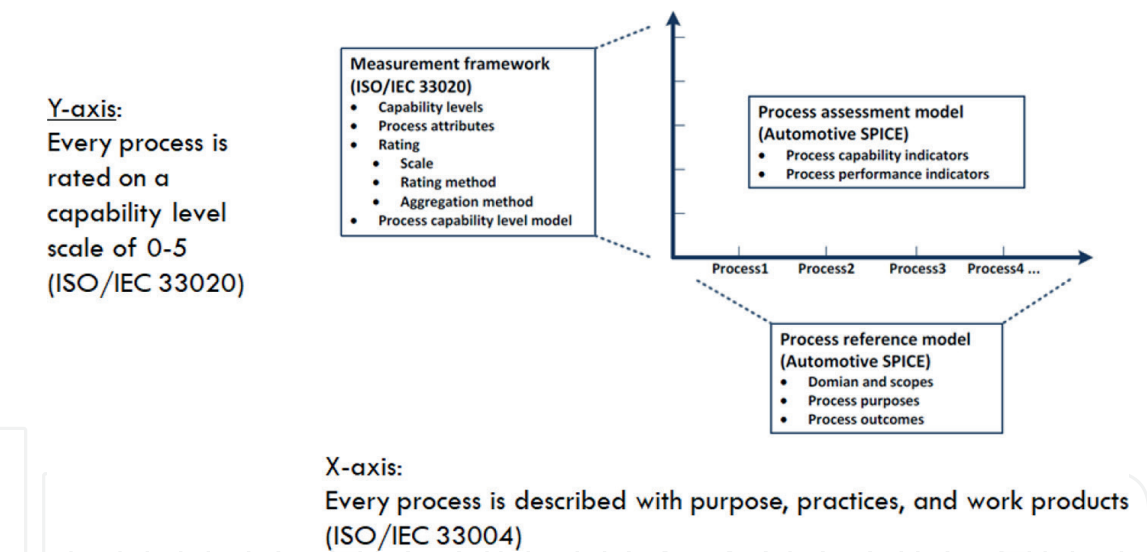 Y-axis:
Every process is
rated on a
capability level
scale of 0-5
(ISO/IEC 33020)
Measurement framework
(ISO/IEC 33020)
• Capability levels
• Process attributes
• Rating
• Scale
• Rating method
• Aggregation method
• Process capability level model
Process assessment model
(Automotive SPICE)
• Process capability indicators
• Process performance indicators
Process1 Process2 Process3 Process4 ...
Process reference model
(Automotive SPICE)
• Domian and scopes
• Process purposes
• Process outcomes
X-axis:
Every process is described with purpose, practices, and work products
(ISO/IEC 33004)